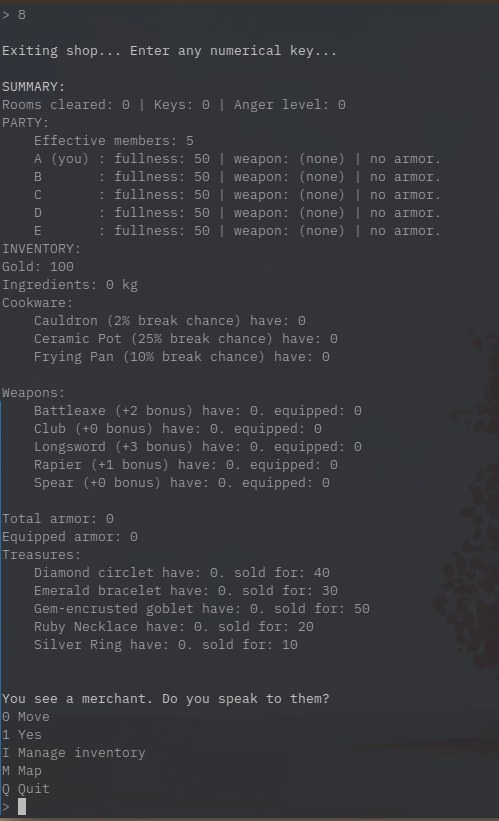 > 8
Exiting shop... Enter any numerical key...
SUMMARY:
Rooms cleared: 0 | Keys: 0 | Anger level: 0
PARTY:
Effective members: 5
A (you) : fullness: 50 | weapon: (none) | no armor.
B : fullness: 50 | weapon: (none) | no armor.
C : fullness: 50 | weapon: (none) | no armor.
D : fullness: 50 | weapon: (none) | no armor.
E : fullness: 50 | weapon: (none) | no armor.
INVENTORY:
Gold: 100
Ingredients: 0 kg
Cookware:
Cauldron (2% break chance) have: 0
Ceramic Pot (25% break chance) have: 0
Frying Pan (10% break chance) have: 0
Weapons:
Battleaxe (+2 bonus) have: 0. equipped: 0
Club (+0 bonus) have: 0. equipped: 0
Longsword (+3 bonus) have: 0. equipped: 0
Rapier (+1 bonus) have: 0. equipped: 0
Spear (+0 bonus) have: 0. equipped: 0
Total armor: 0
Equipped armor: 0
Treasures:
Diamond circlet have: 0. sold for: 40
Emerald bracelet have: 0. sold for: 30
Gem-encrusted goblet have: 0. sold for: 50
Ruby Necklace have: 0. sold for: 20
Silver Ring have: 0. sold for: 10
You see a merchant. Do you speak to them?
0 Move
1 Yes
I Manage inventory
M Map
Q Quit
>